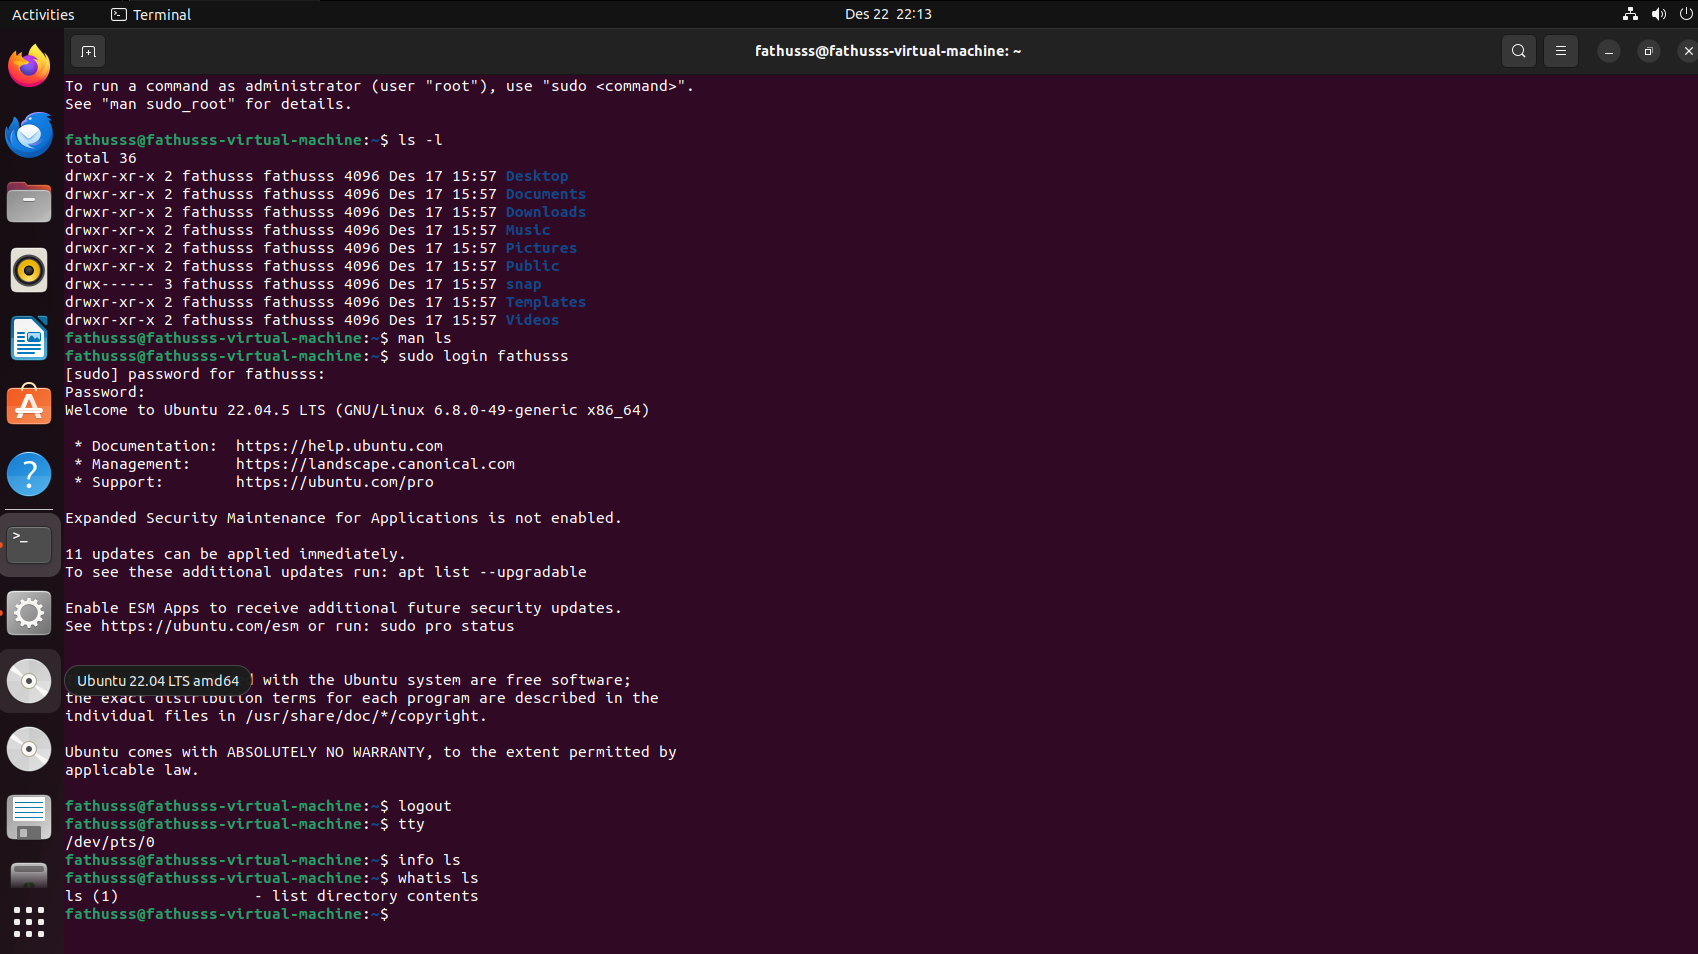 Activities
Terminal
Des 22 22:13
fathusss@fathusss-virtual-machine: ~
To run a command as administrator (user "root"), use "sudo <command>".
See "man sudo_root" for details.
fathusss@fathusss-virtual-machine:~$ ls -l
total 36
drwxr-xr-x 2 fathusss fathusss 4096 Des 17 15:57 Desktop
drwxr-xr-x 2 fathusss fathusss 4096 Des 17 15:57 Documents
drwxr-xr-x 2 fathusss fathusss 4096 Des 17 15:57 Downloads
drwxr-xr-x 2 fathusss fathusss 4096 Des 17 15:57 Music
drwxr-xr-x 2 fathusss fathusss 4096 Des 17 15:57 Pictures
drwxr-xr-x 2 fathusss fathusss 4096 Des 17 15:57 Public
drwx------ 3 fathusss fathusss 4096 Des 17 15:57 snap
drwxr-xr-x 2 fathusss fathusss 4096 Des 17 15:57 Templates
drwxr-xr-x 2 fathusss fathusss 4096 Des 17 15:57 Videos
fathusss@fathusss-virtual-machine:~$ man ls
fathusss@fathusss-virtual-machine:~$ sudo login fathusss
[sudo] password for fathusss:
Password:
Welcome to Ubuntu 22.04.5 LTS (GNU/Linux 6.8.0-49-generic x86_64)
* Documentation:  https://help.ubuntu.com
* Management:     https://landscape.canonical.com
* Support:        https://ubuntu.com/pro
Expanded Security Maintenance for Applications is not enabled.
11 updates can be applied immediately.
To see these additional updates run: apt list --upgradable
Enable ESM Apps to receive additional future security updates.
See https://ubuntu.com/esm or run: sudo pro status
Ubuntu 22.04 LTS amd64
with the Ubuntu system are free software;
the exact distribution terms for each program are described in the
individual files in /usr/share/doc/*/copyright.
Ubuntu comes with ABSOLUTELY NO WARRANTY, to the extent permitted by
applicable law.
fathusss@fathusss-virtual-machine:~$ logout
fathusss@fathusss-virtual-machine:~$ tty
/dev/pts/0
fathusss@fathusss-virtual-machine:~$ info ls
fathusss@fathusss-virtual-machine:~$ whatis ls
ls (1)               - list directory contents
fathusss@fathusss-virtual-machine:~$